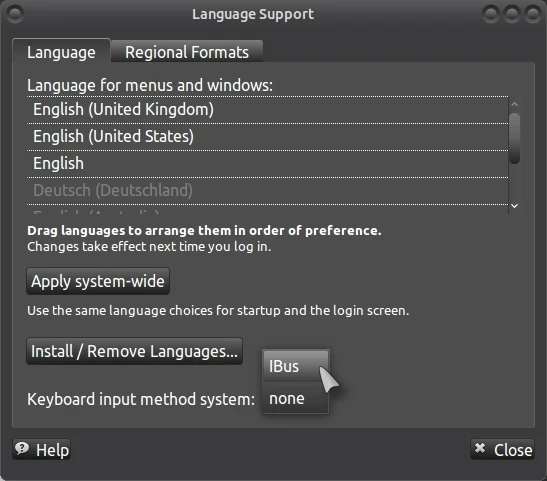 Language Support
Language
Regional Formats
Language for menus and windows:
English (United Kingdom)
English (United States)
English
Deutsch (Deutschland)
Drag languages to arrange them in order of preference.
Changes take effect next time you log in.
Apply system-wide
Use the same language choices for startup and the login screen.
Install / Remove Languages...
IBus
Keyboard input method system: none
Help
Close